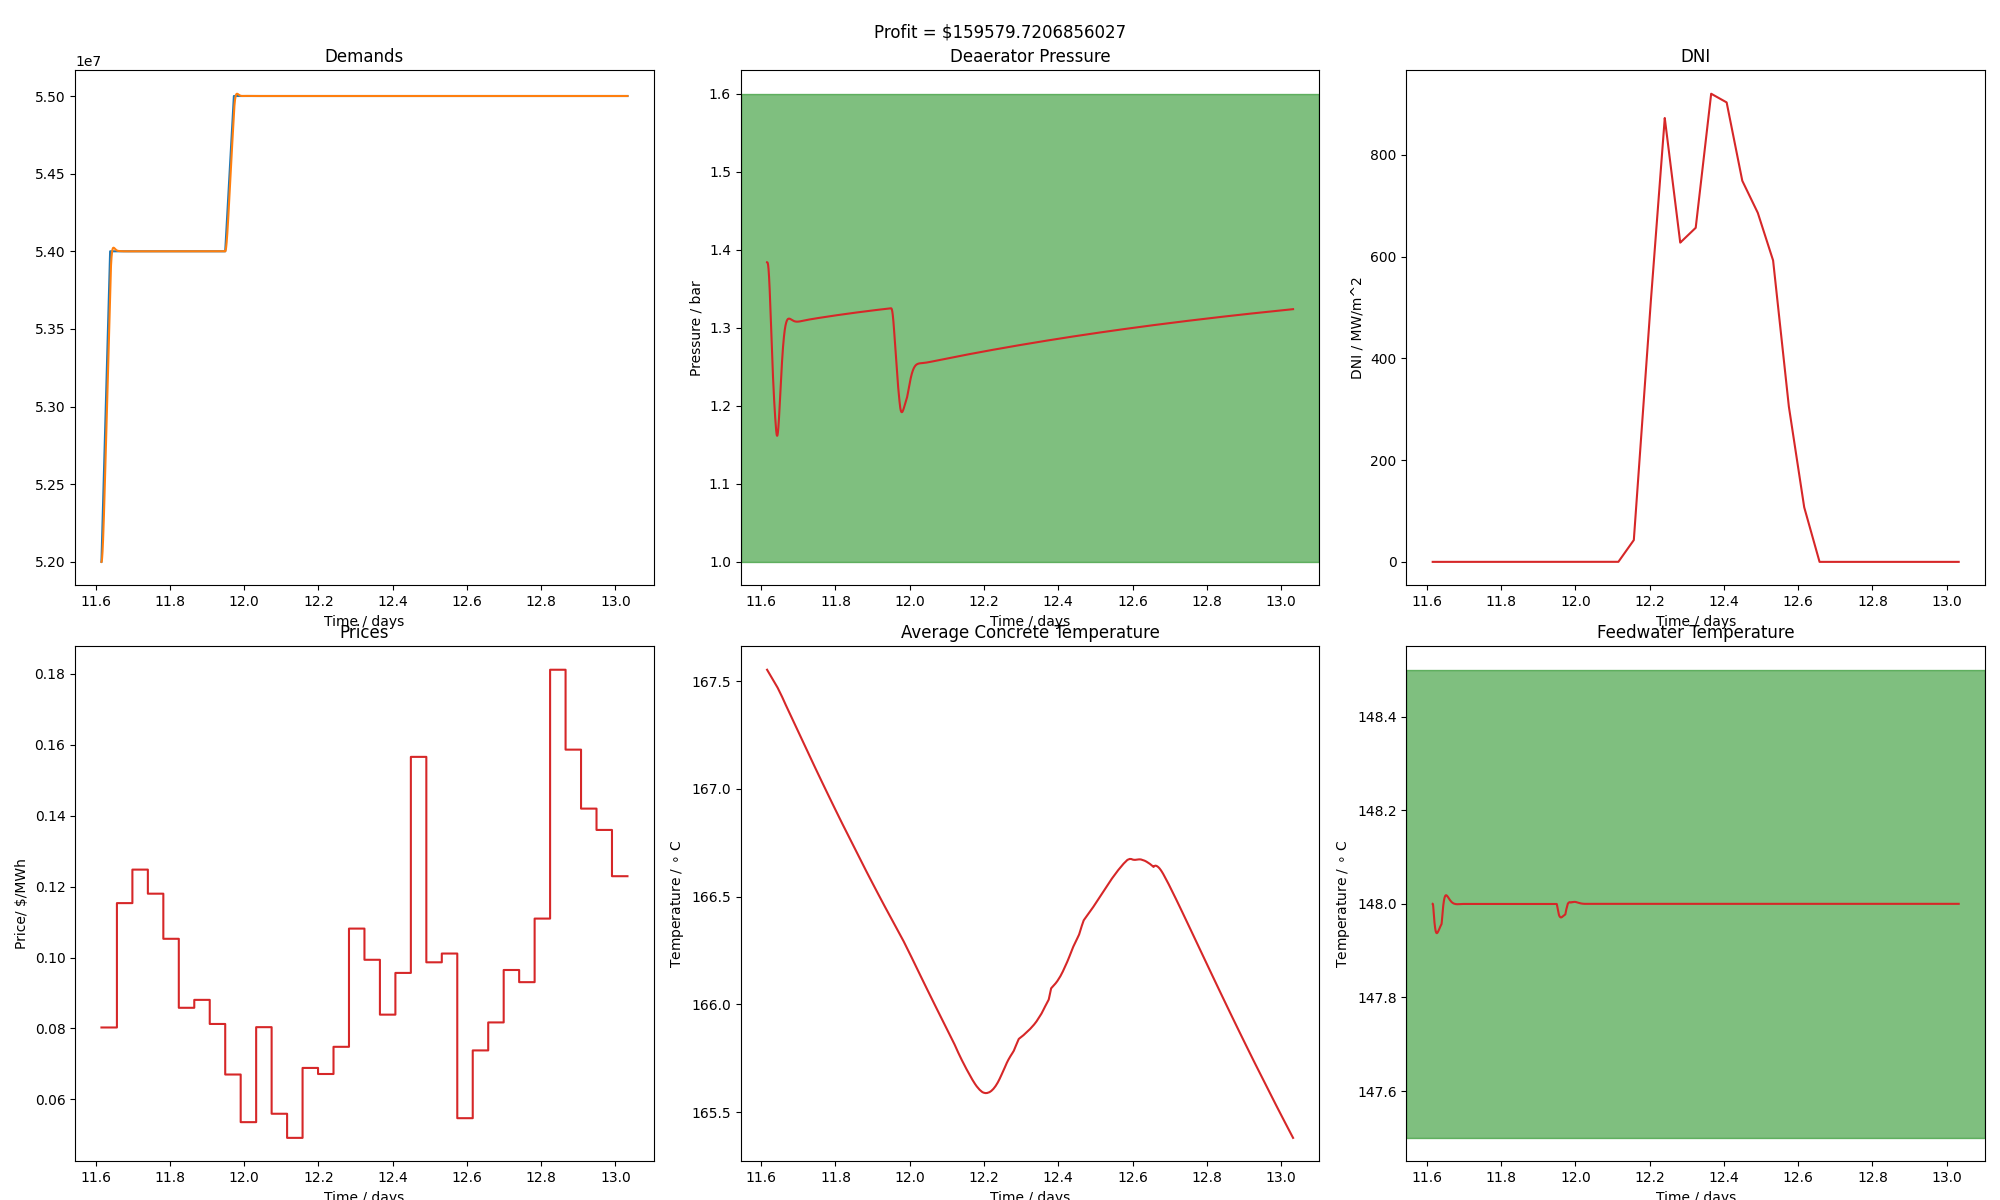 Profit = $159579.7206856027
Demands
1e7
5.50
5.45
5.40
5.35
5.30
5.25
5.20
11.6 11.8 12.0 12.2 12.4 12.6 12.8 13.0
Time / days
Deaerator Pressure
Pressure / bar
1.6
1.5
1.4
1.3
1.2
1.1
1.0
11.6 11.8 12.0 12.2 12.4 12.6 12.8 13.0
Time / days
DNI
DNI / MW/m^2
800
600
400
200
0
11.6 11.8 12.0 12.2 12.4 12.6 12.8 13.0
Time / days
Prices
Price/ $/MWh
0.18
0.16
0.14
0.12
0.10
0.08
0.06
11.6 11.8 12.0 12.2 12.4 12.6 12.8 13.0
Time / days
Average Concrete Temperature
Temperature / ∘ C
167.5
167.0
166.5
166.0
165.5
11.6 11.8 12.0 12.2 12.4 12.6 12.8 13.0
Time / days
Feedwater Temperature
Temperature / ∘ C
148.4
148.2
148.0
147.8
147.6
11.6 11.8 12.0 12.2 12.4 12.6 12.8 13.0
Time / days